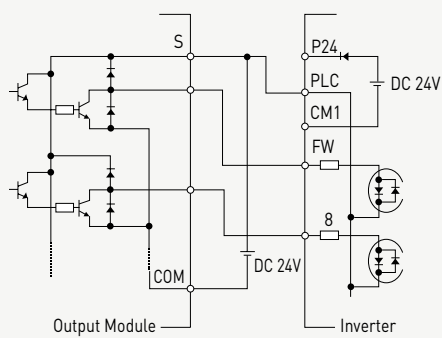 S
P24
PLC
DC 24V
CM1
FW
8
DC 24V
COM
Output Module
Inverter